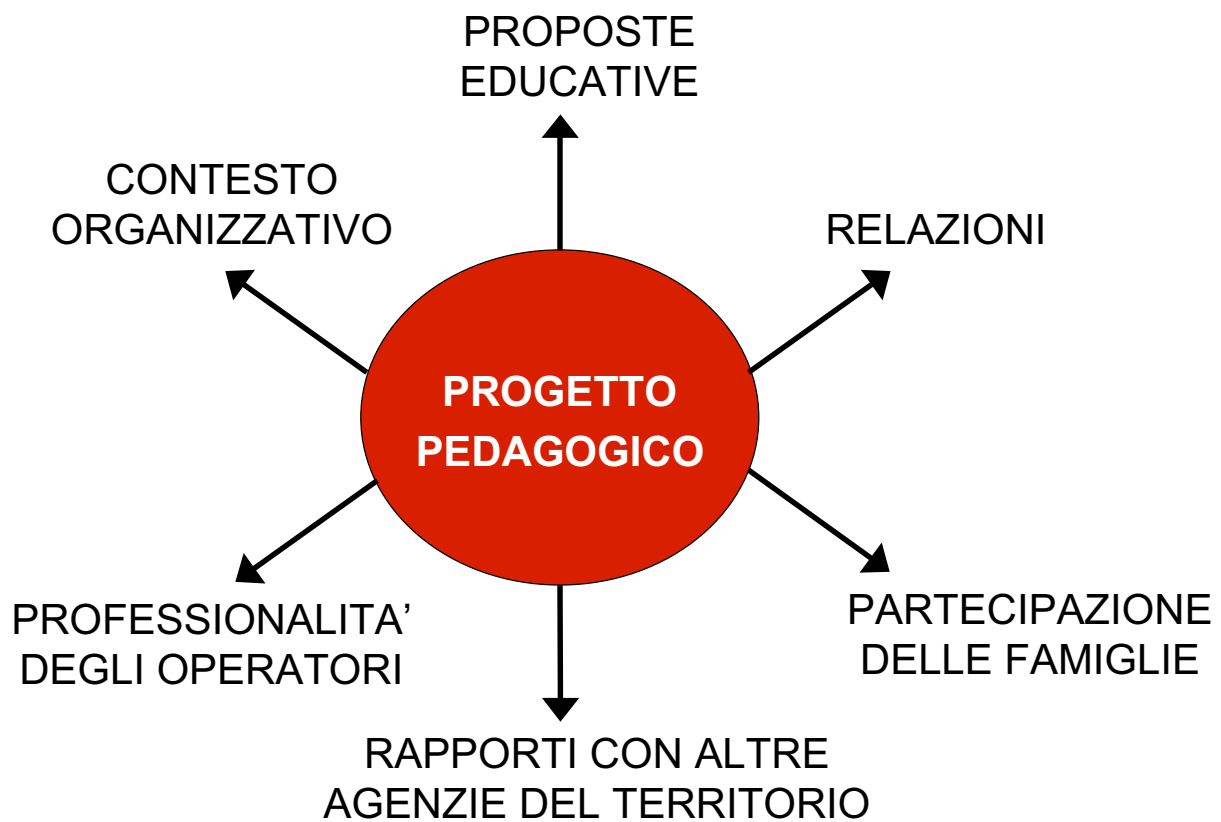 PROPOSTE
EDUCATIVE
CONTESTO
ORGANIZZATIVO
RELAZIONI
PROGETTO
PEDAGOGICO
PROFESSIONALITA’
DEGLI OPERATORI
PARTECIPAZIONE
DELLE FAMIGLIE
RAPPORTI CON ALTRE
AGENZIE DEL TERRITORIO